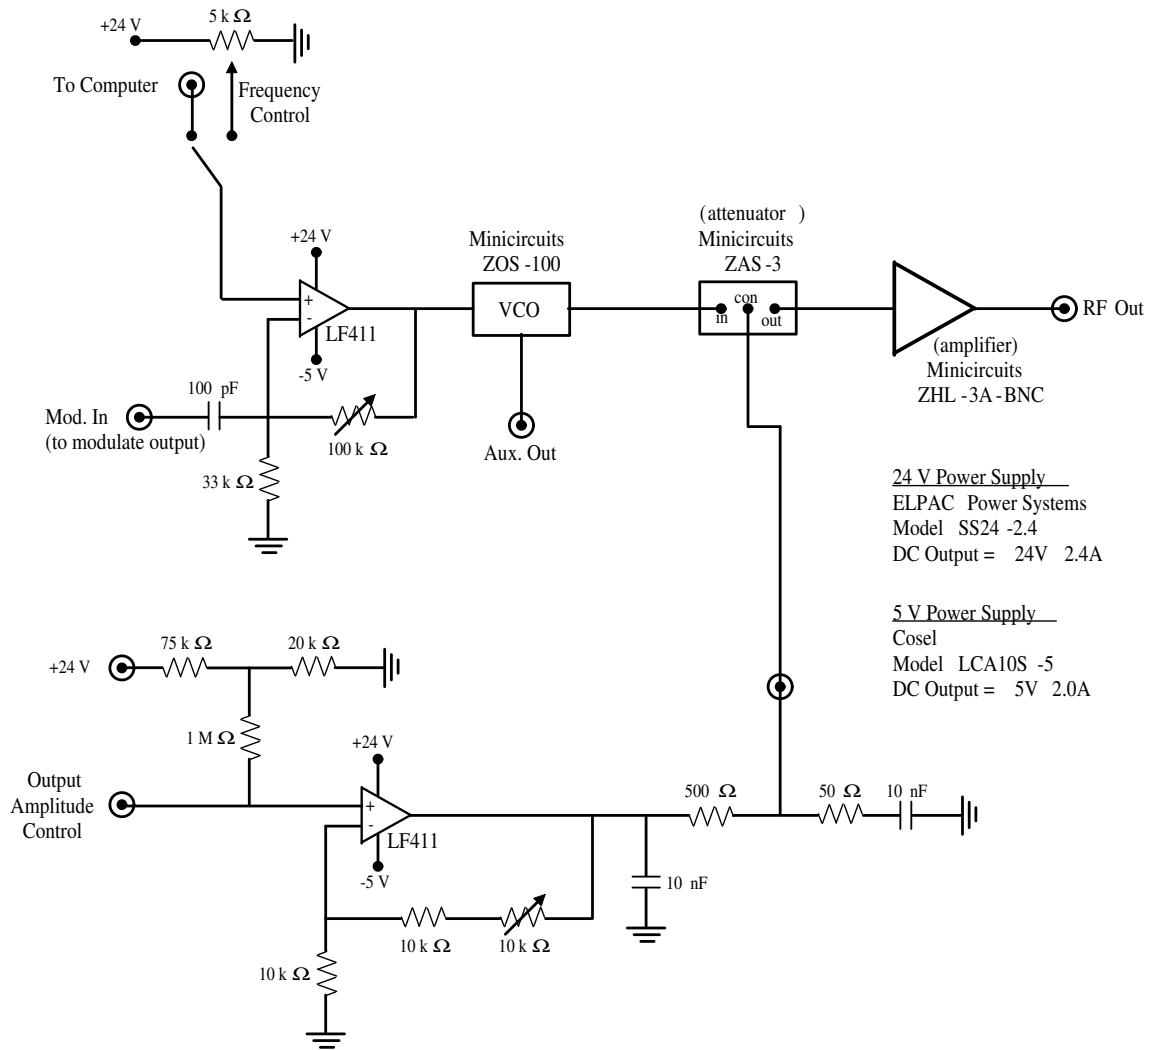 5 k Ω
+24 V
To Computer
Frequency
Control
+24 V
+
-
LF411
-5 V
Minicircuits
ZOS -100
VCO
(attenuator )
Minicircuits
ZAS -3
con
in
out
(amplifier)
Minicircuits
ZHL -3A -BNC
RF Out
100 pF
Mod. In
(to modulate output)
100 k Ω
33 k Ω
Aux. Out
24 V Power Supply
ELPAC Power Systems
Model SS24 -2.4
DC Output = 24V 2.4A
5 V Power Supply
Cosel
Model LCA10S -5
DC Output = 5V 2.0A
75 k Ω
20 k Ω
+24 V
1 M Ω
+24 V
Output
Amplitude
Control
+
-
LF411
-5 V
500 Ω
50 Ω
10 nF
10 nF
10 k Ω
10 k Ω
10 k Ω